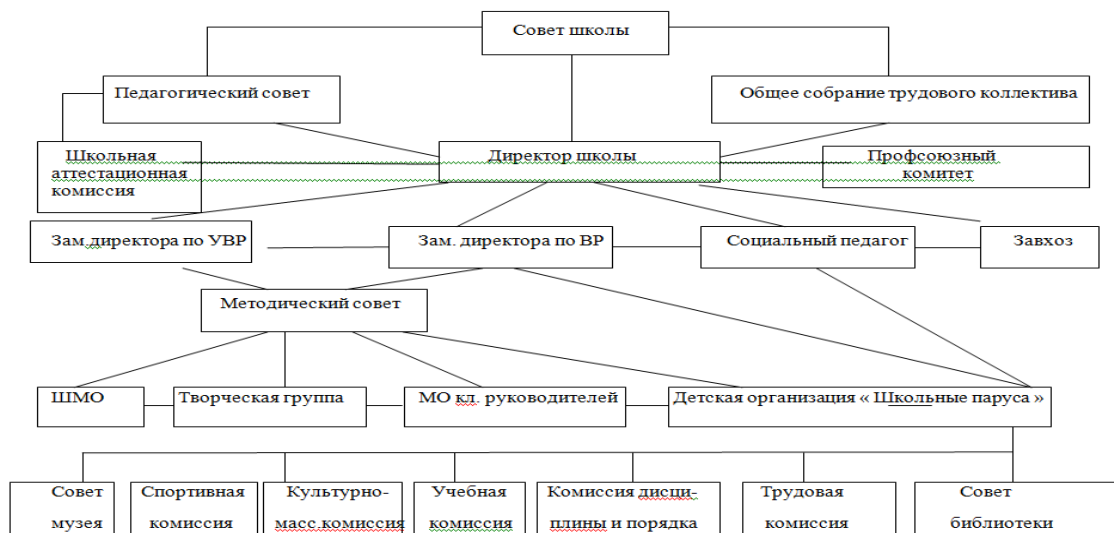 Совет школы
Педагогический совет
Общее собрание трудового коллектива
Школьная
аттестационная
комиссия
Директор школы
Профсоюзный
комитет
Зам.директора по УВР
Зам. директора по ВР
Социальный педагог
Завхоз
Методический совет
ШМО
Творческая группа
МО кл. руководителей
Детская организация « Школьные паруса »
Совет
музея
Спортивная
комиссия
Культурно-
масс.комиссия
Учебная
комиссия
Комиссия дисци-
плины и порядка
Трудовая
комиссия
Совет
библиотеки